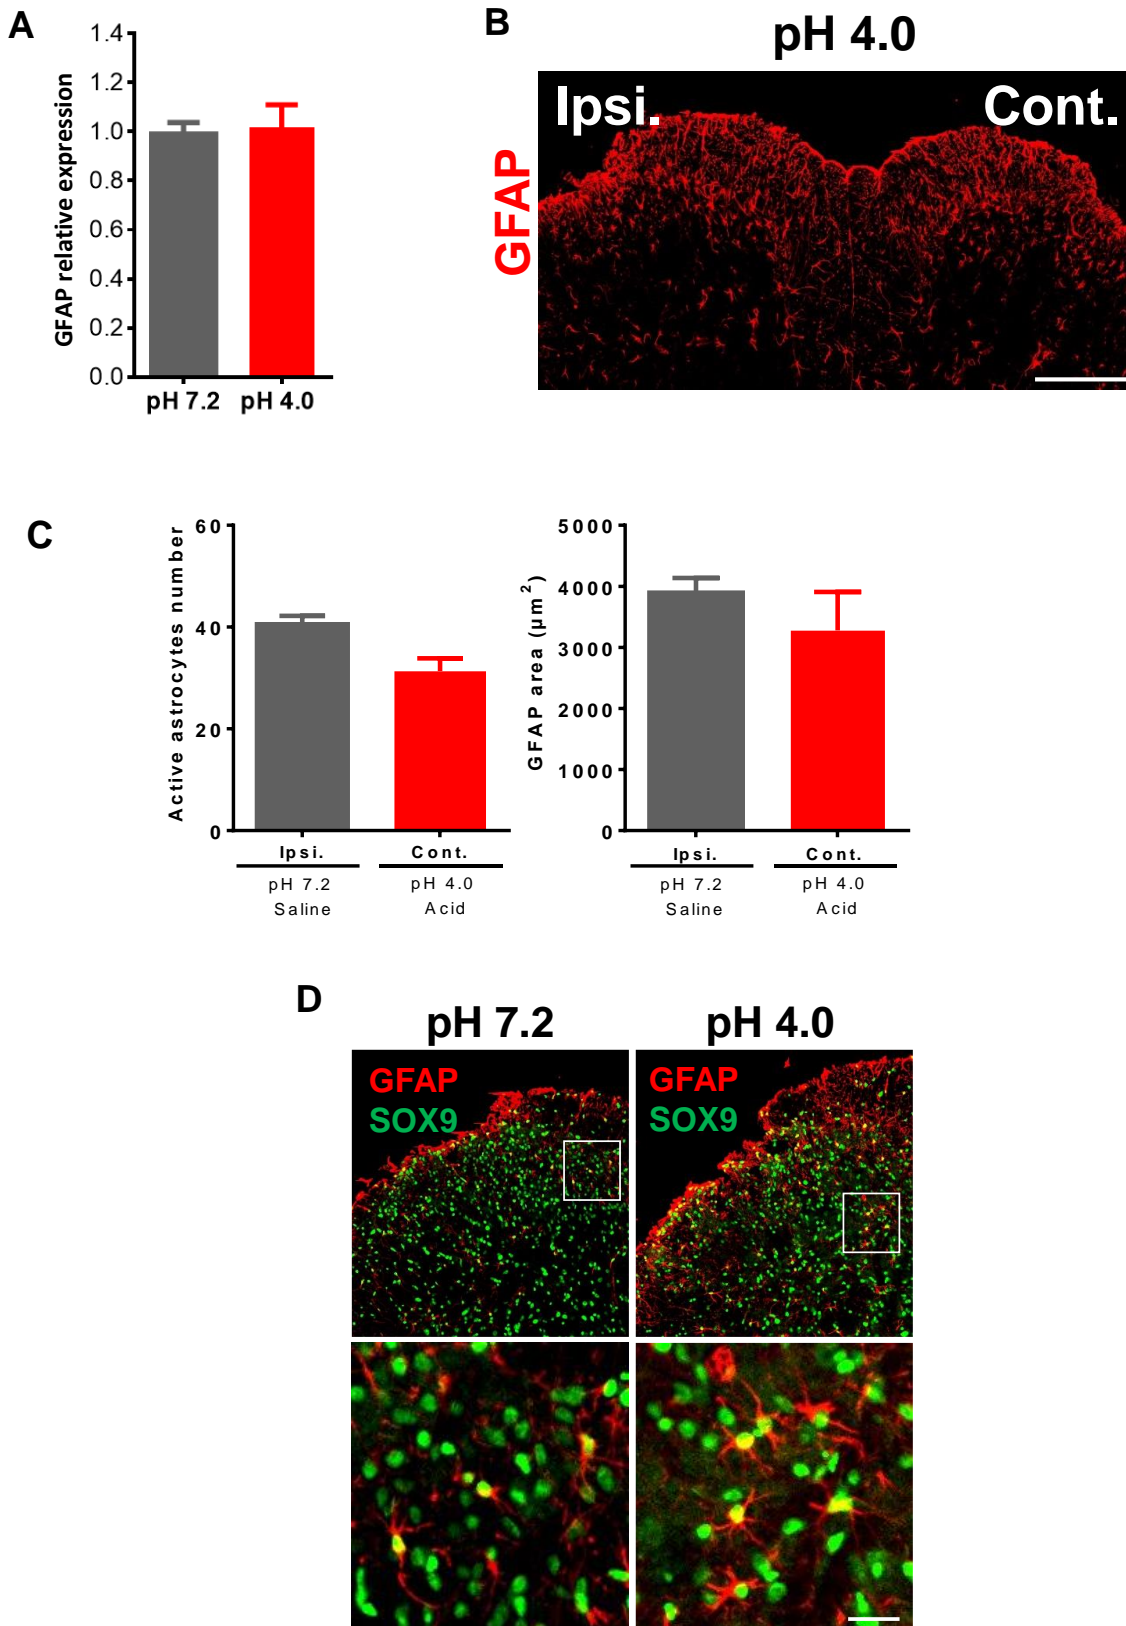 A
GFAP relative expression
1.4
1.2
1.0
0.8
0.6
0.4
0.2
0.0
pH 7.2 pH 4.0
B
pH 4.0
Ipsi. Cont.
GFAP
C
Active astrocytes number
60
40
20
0
Ipsi. Cont.
pH 7.2 pH 4.0
Saline Acid
GFAP area (µm²)
5000
4000
3000
2000
1000
0
Ipsi. Cont.
pH 7.2 pH 4.0
Saline Acid
D
pH 7.2 pH 4.0
GFAP GFAP
SOX9 SOX9